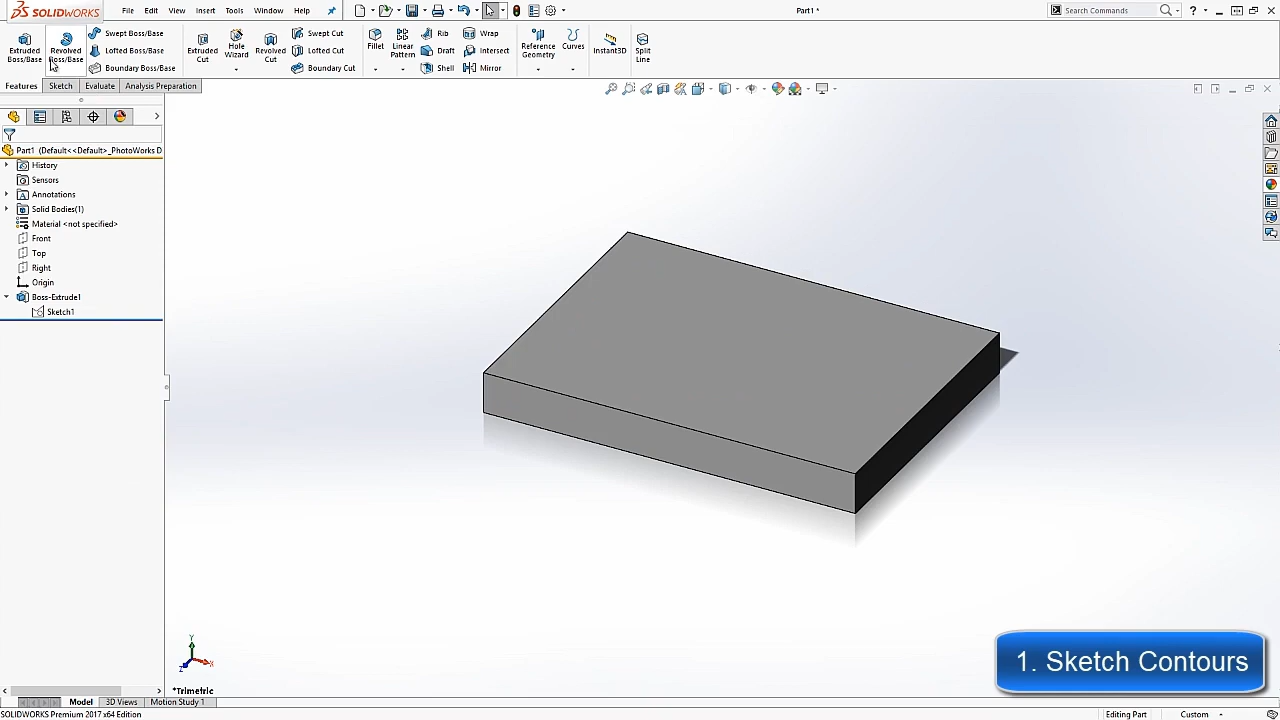 SOLIDWORKS
File Edit View Insert Tools Window Help
Part1 *
Search Commands
Extruded Boss/Base
Revolved Boss/Base
Swept Boss/Base
Lofted Boss/Base
Boundary Boss/Base
Extruded Cut
Hole Wizard
Revolved Cut
Swept Cut
Lofted Cut
Boundary Cut
Fillet
Linear Pattern
Rib
Draft
Shell
Wrap
Intersect
Mirror
Reference Geometry
Curves
Instant3D
Split Line
Features Sketch Evaluate Analysis Preparation
Part1 (Default<<Default>_PhotoWorks D
History
Sensors
Annotations
Solid Bodies(1)
Material <not specified>
Front
Top
Right
Origin
Boss-Extrude1
Sketch1
Y
X
Z
*Trimetric
1. Sketch Contours
Model 3D Views Motion Study 1
SOLIDWORKS Premium 2017 x64 Edition
Editing Part
Custom